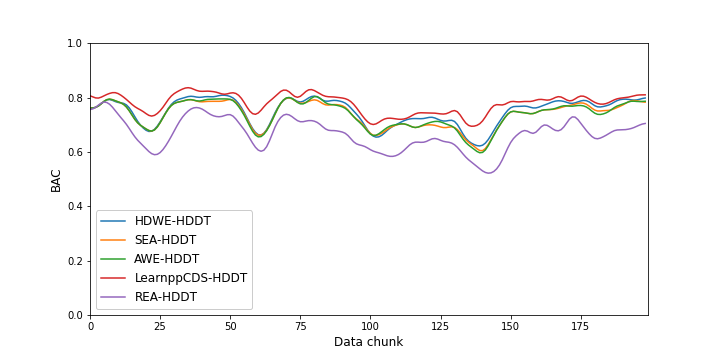 1.0
0.8
0.6
0.4
0.2
0.0
BAC
HDWE-HDDT
SEA-HDDT
AWE-HDDT
LearnppCDS-HDDT
REA-HDDT
0 25 50 75 100 125 150 175
Data chunk